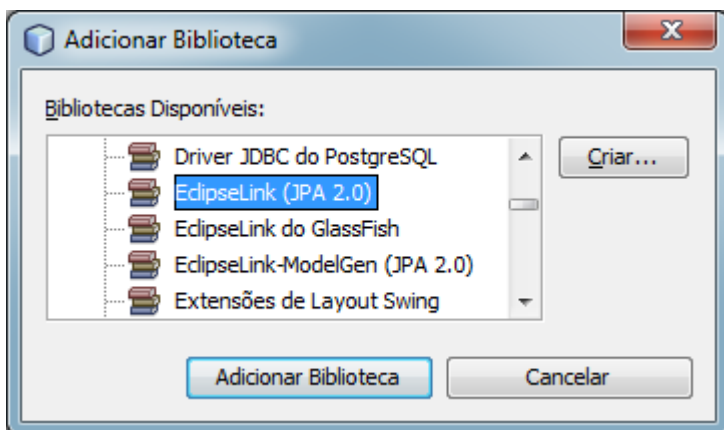 Adicionar Biblioteca
Bibliotecas Disponíveis:
Driver JDBC do PostgreSQL
EclipseLink (JPA 2.0)
EclipseLink do GlassFish
EclipseLink-ModelGen (JPA 2.0)
Extensões de Layout Swing
Criar...
Adicionar Biblioteca
Cancelar